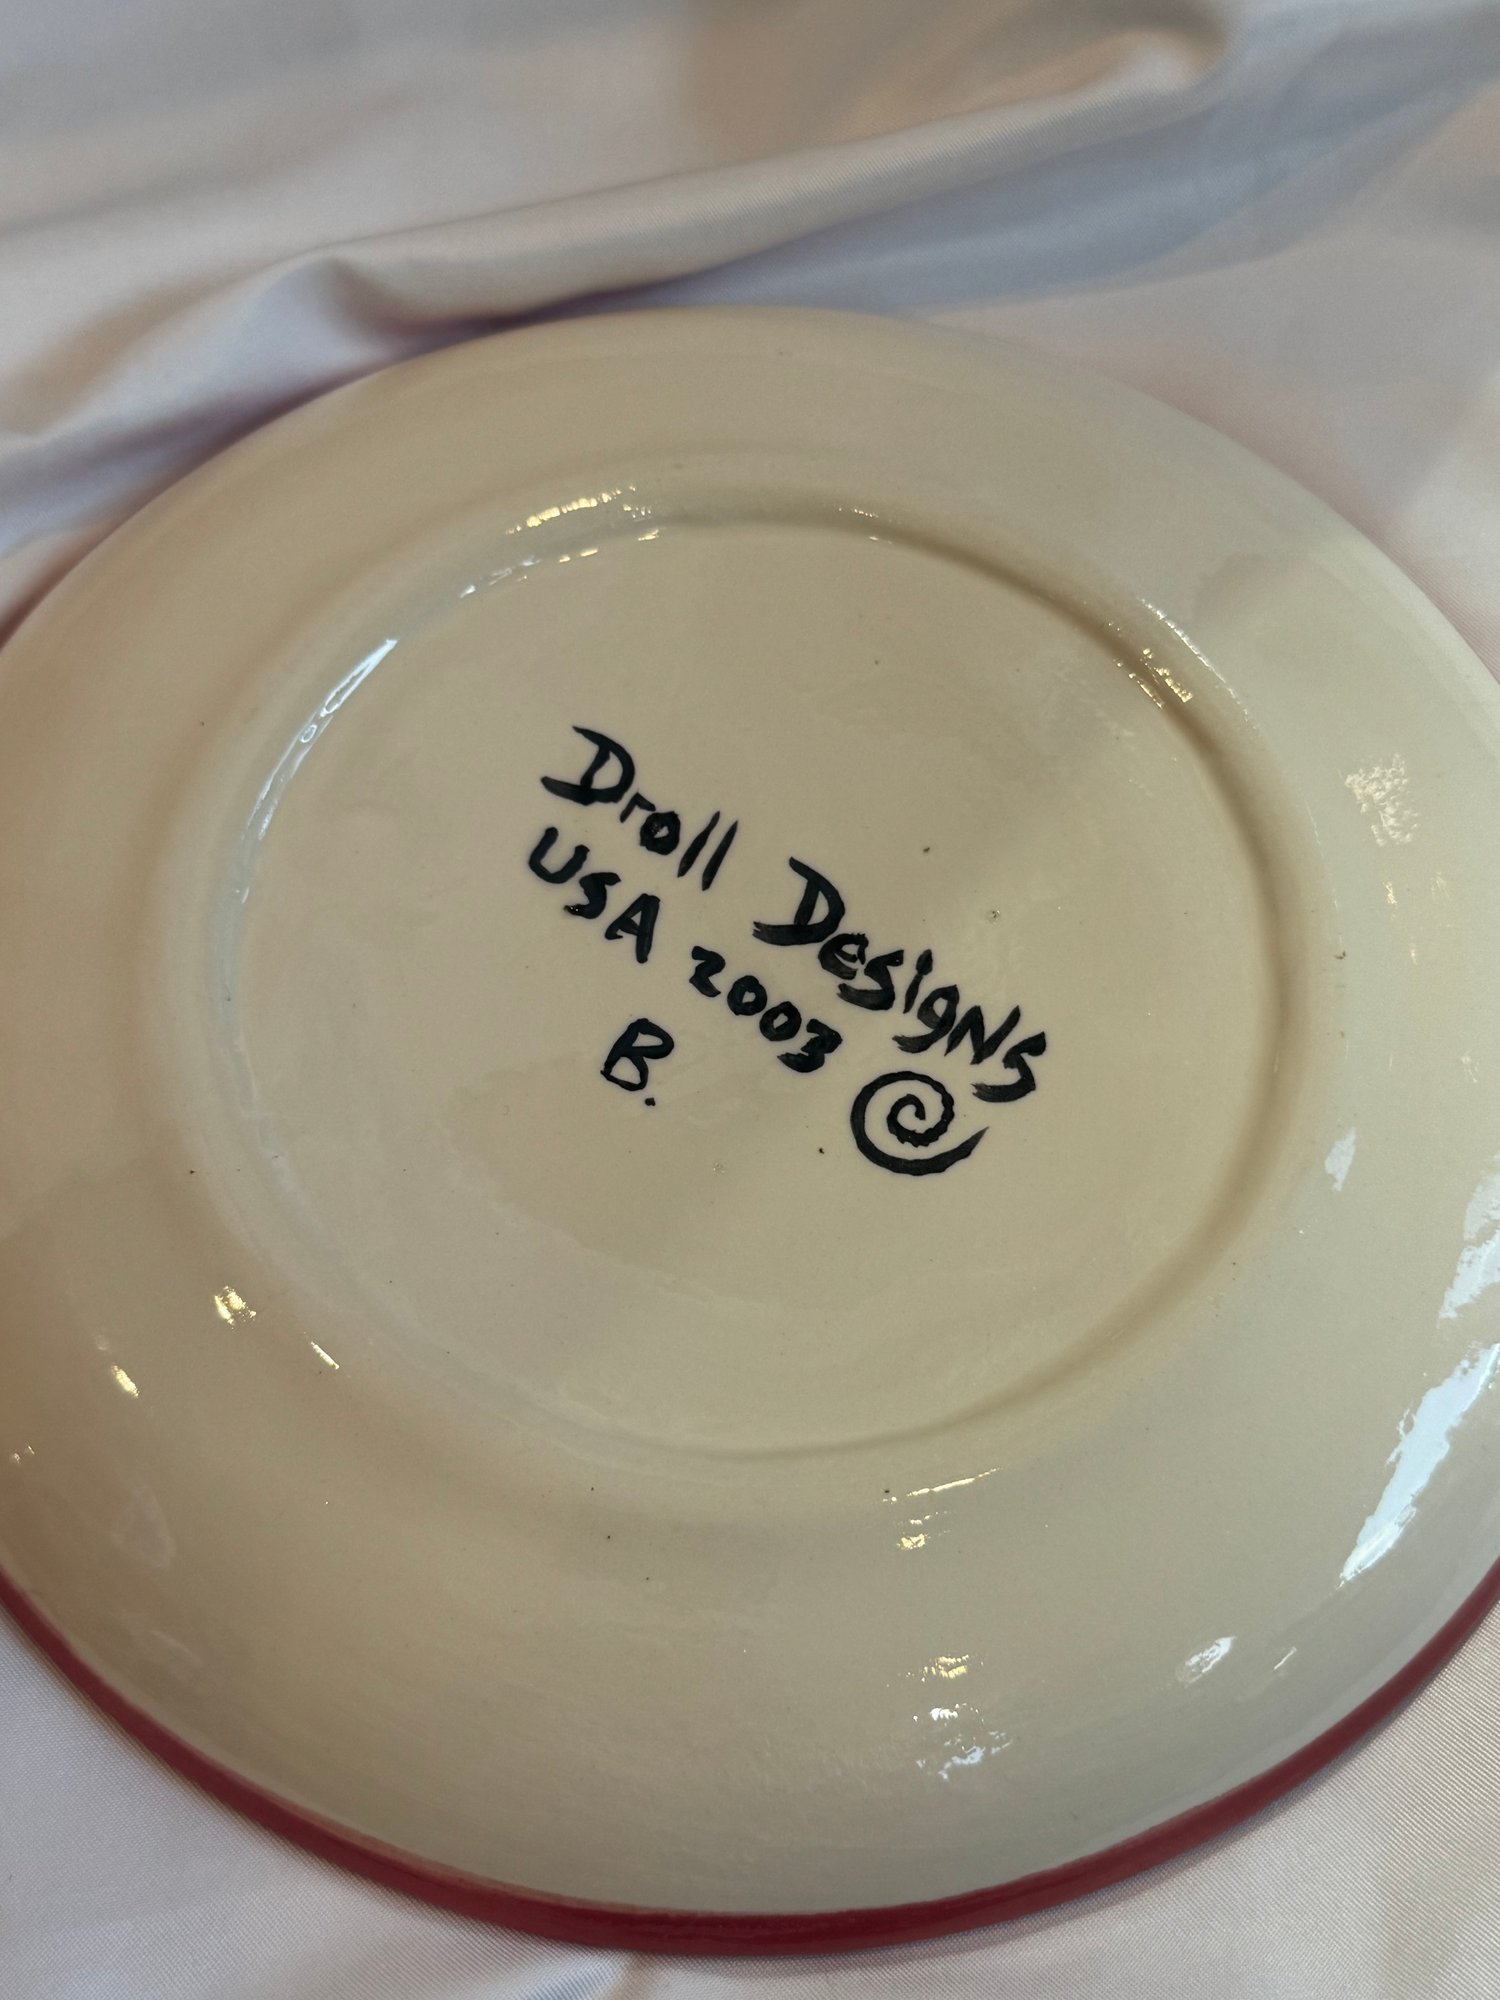 Droll Designs
USA 2003
B.